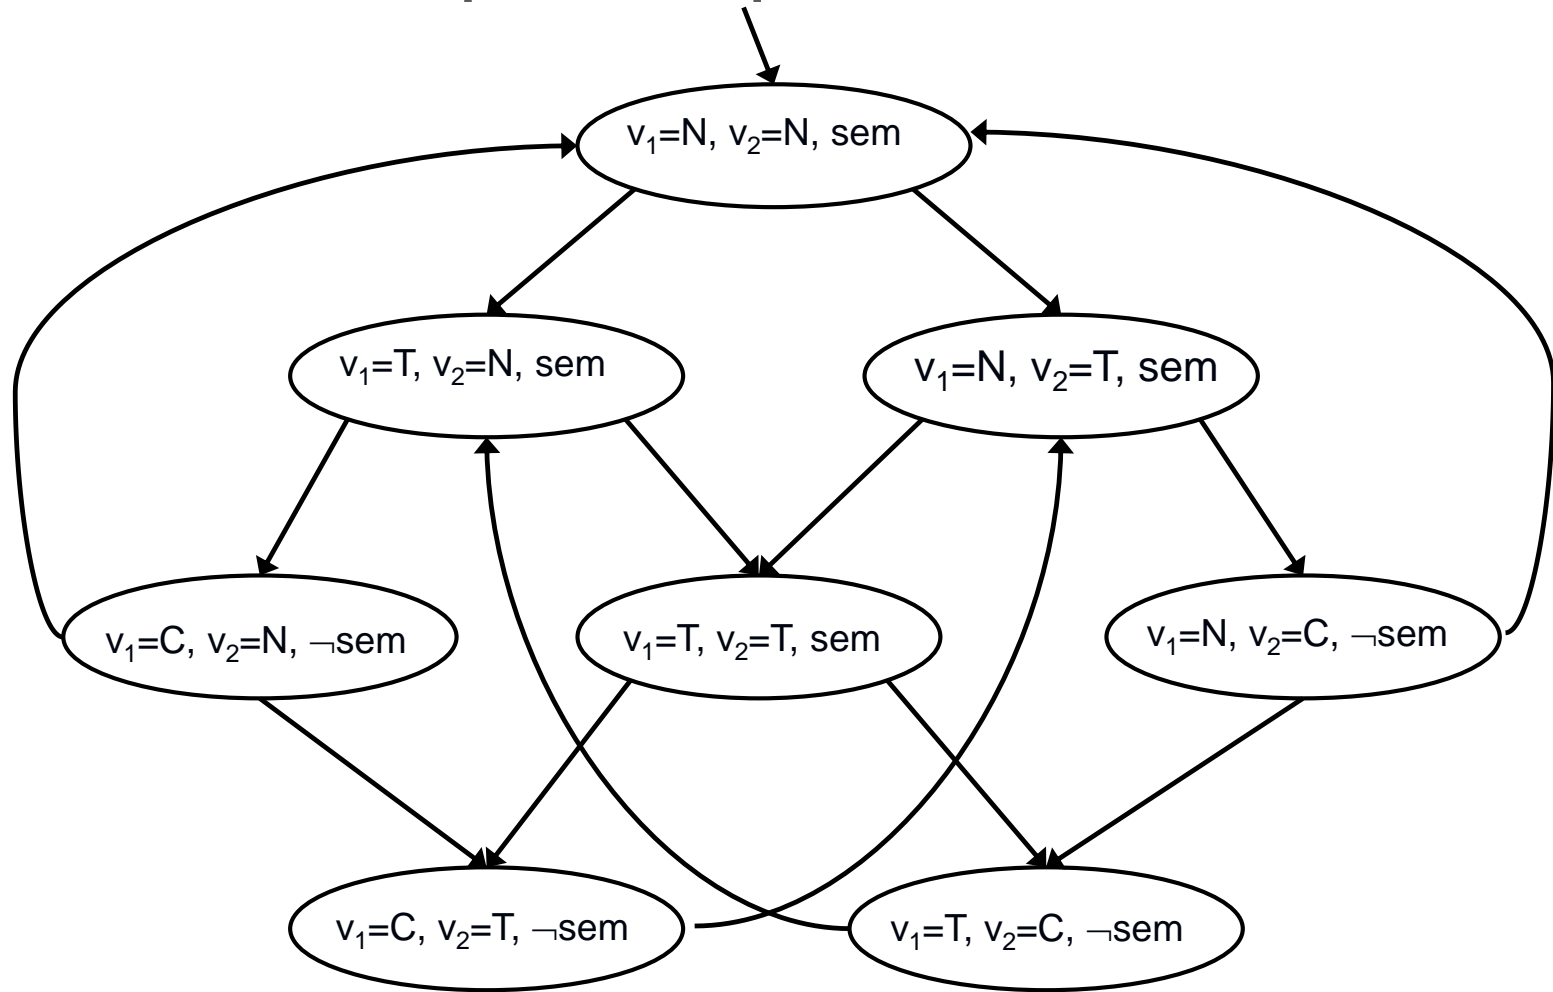 v₁=N, v₂=N, sem
v₁=T, v₂=N, sem
v₁=N, v₂=T, sem
v₁=C, v₂=N, ¬sem
v₁=T, v₂=T, sem
v₁=N, v₂=C, ¬sem
v₁=C, v₂=T, ¬sem
v₁=T, v₂=C, ¬sem